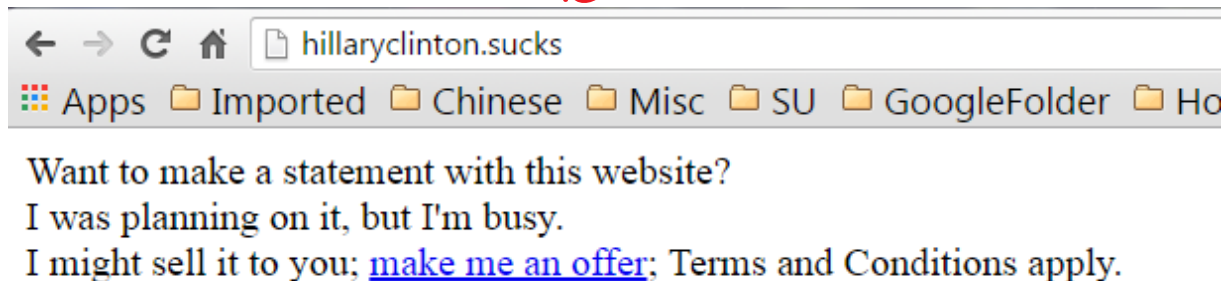 hillaryclinton.sucks
Apps Imported Chinese Misc SU GoogleFolder Ho
Want to make a statement with this website?
I was planning on it, but I'm busy.
I might sell it to you; make me an offer; Terms and Conditions apply.